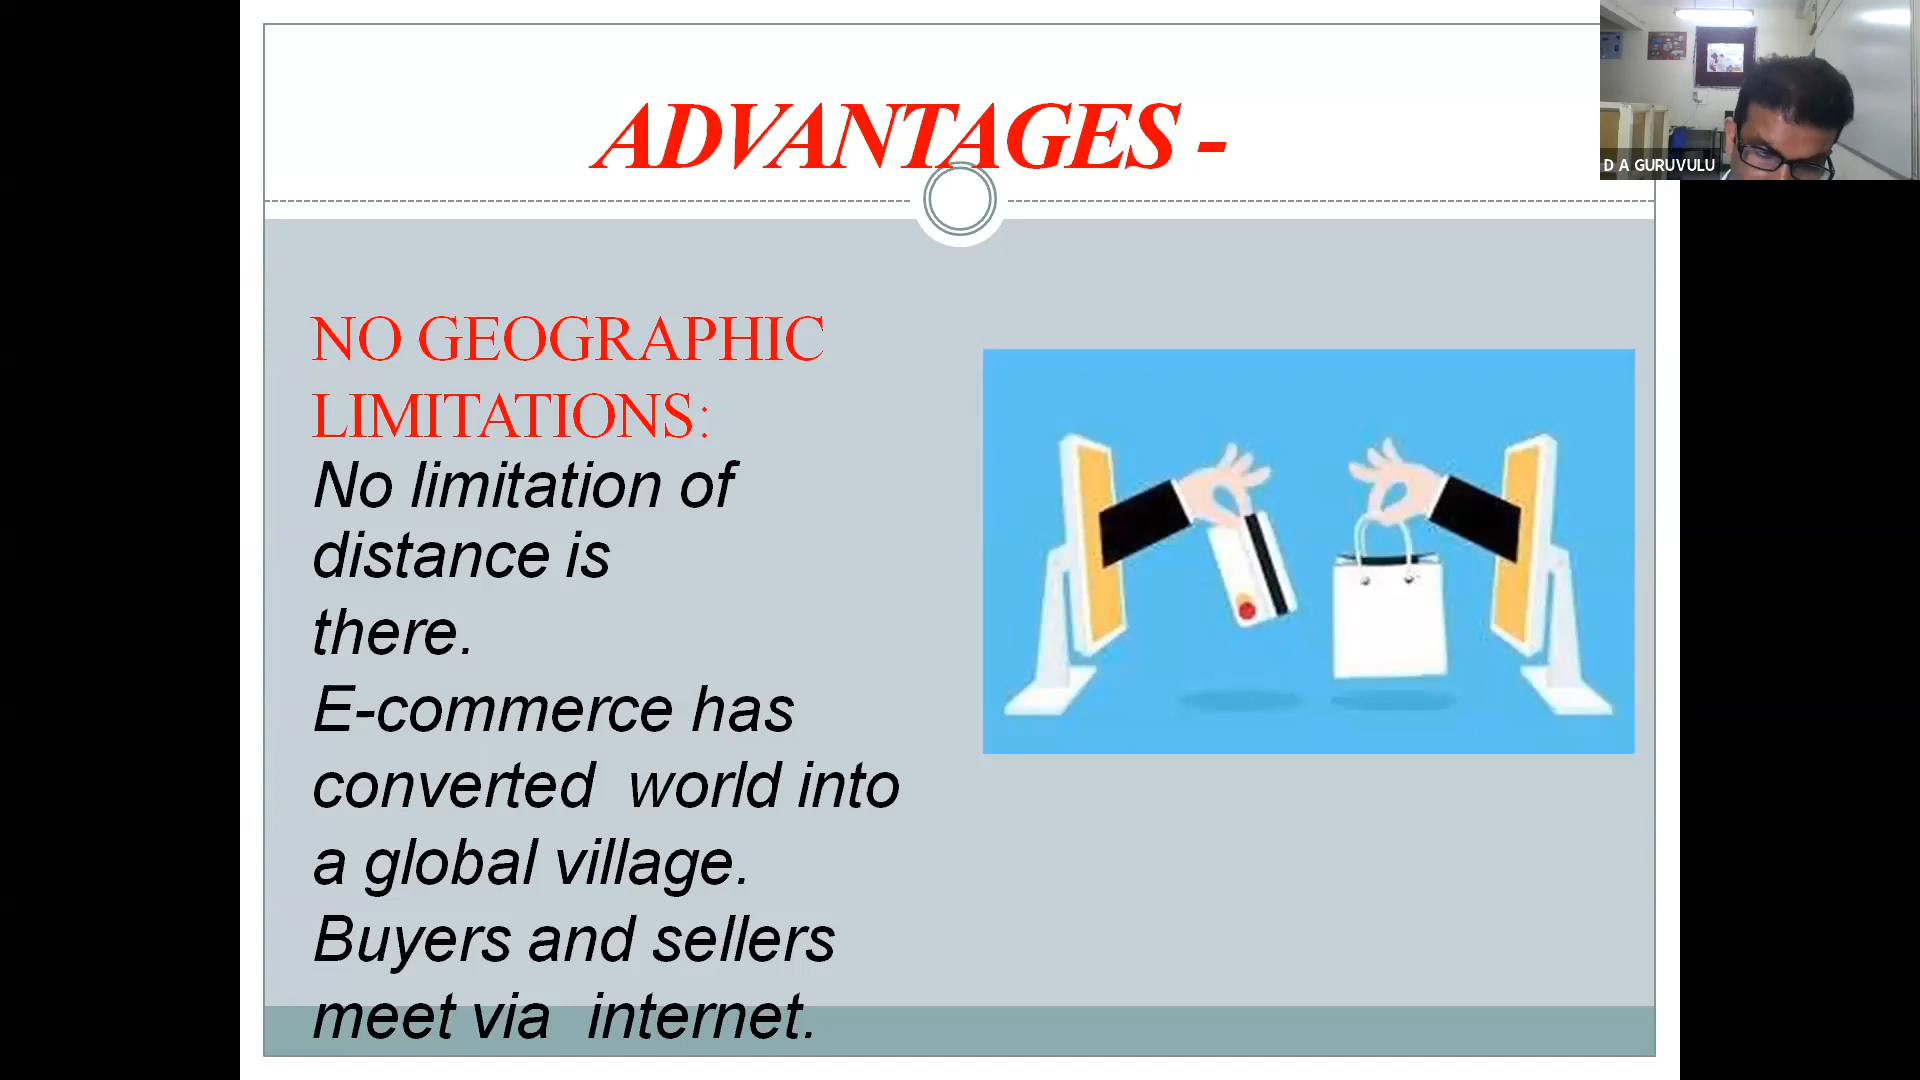 ADVANTAGES -
D A GURUVULU
NO GEOGRAPHIC
LIMITATIONS:
No limitation of
distance is
there.
E-commerce has
converted world into
a global village.
Buyers and sellers
meet via internet.